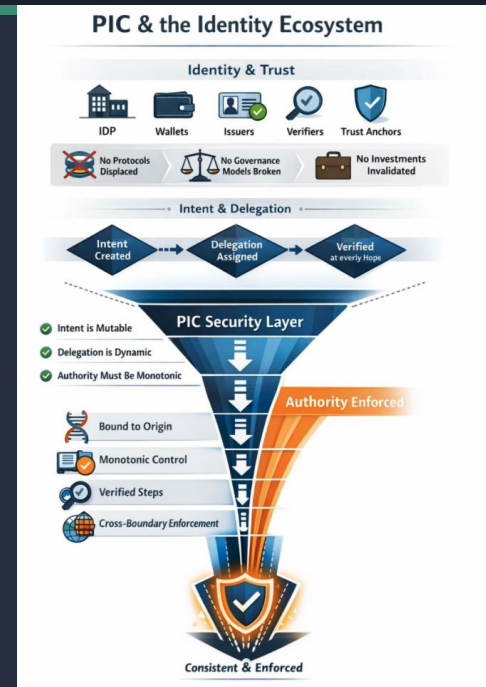 PIC & the Identity Ecosystem
Identity & Trust
IDP
Wallets
Issuers
Verifiers
Trust Anchors
No Protocols
Displaced
No Governance
Models Broken
No Investments
Invalidated
Intent & Delegation
Intent
Created
Delegation
Assigned
Verified
at everly Hope
PIC Security Layer
Intent is Mutable
Delegation is Dynamic
Authority Must Be Monotonic
Authority Enforced
Bound to Origin
Monotonic Control
Verified Steps
Cross-Boundary Enforcement
Consistent & Enforced